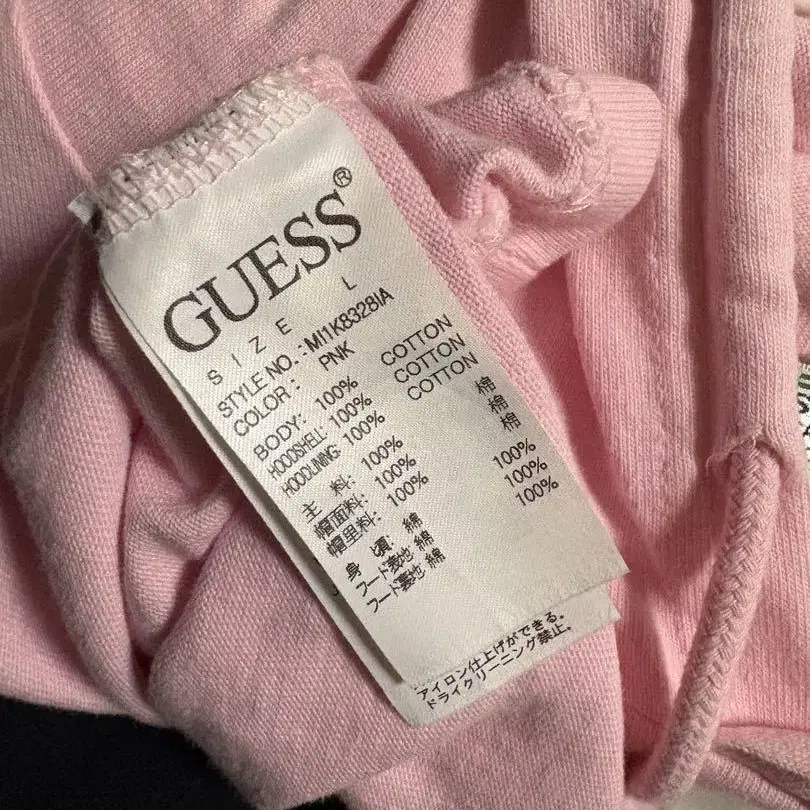 GUESS®
SIZE L
STYLE NO.: MI1K8328IA
COLOR: PNK
BODY: 100% COTTON
HOODSHELL: 100% COTTON
HOODLINING: 100% COTTON
主 料: 100% 棉
帽面料: 100% 棉
帽里料: 100% 棉
身 頃: 綿 100%
フード表地 綿 100%
フード裏地 綿 100%
アイロン仕上げができる.
ドライクリーニング禁止.